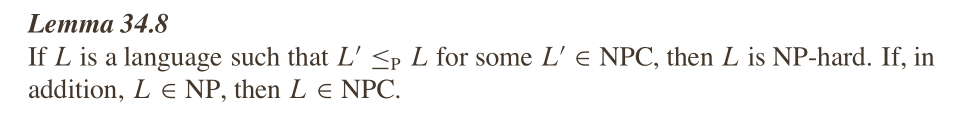 Lemma 34.8
If L is a language such that L′ ≤P L for some L′ ∈ NPC, then L is NP-hard. If, in
addition, L ∈ NP, then L ∈ NPC.